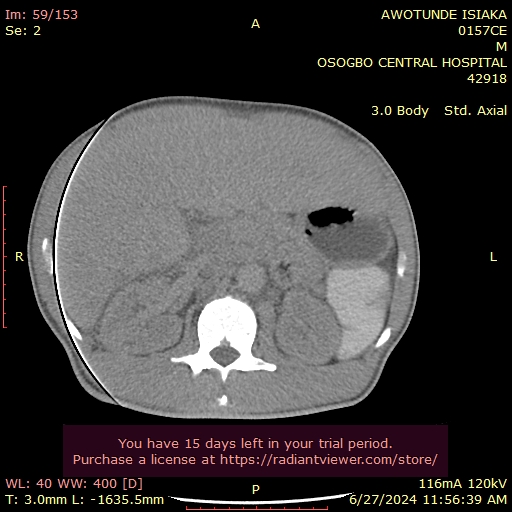 Im: 59/153
Se: 2
A
AWOTUNDE ISIAKA
0157CE
M
OSOGBO CENTRAL HOSPITAL
42918
3.0 Body Std. Axial
R
L
You have 15 days left in your trial period.
Purchase a license at https://radiantviewer.com/store/
WL: 40 WW: 400 [D]
T: 3.0mm L: -1635.5mm
P
116mA 120kV
6/27/2024 11:56:39 AM